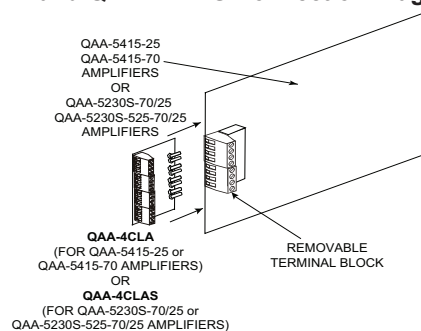 QAA-5415-25
QAA-5415-70
AMPLIFIERS
OR
QAA-5230S-70/25
QAA-5230S-525-70/25
AMPLIFIERS
QAA-4CLA
(FOR QAA-5415-25 or
QAA-5415-70 AMPLIFIERS)
OR
QAA-4CLAS
(FOR QAA-5230S-70/25 or
QAA-5230S-525-70/25 AMPLIFIERS)
REMOVABLE
TERMINAL BLOCK